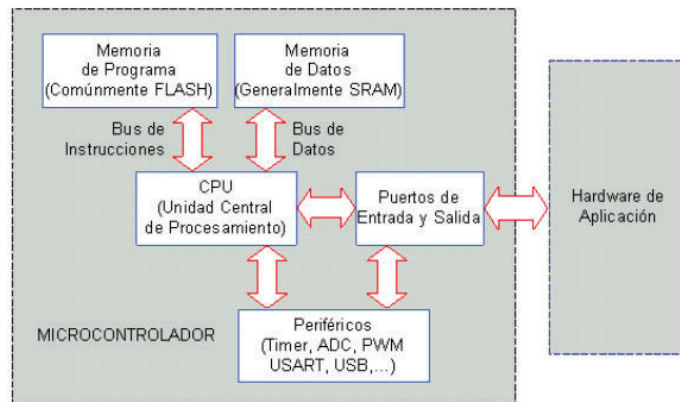 Memoria
de Programa
(Comúnmente FLASH)
Memoria
de Datos
(Generalmente SRAM)
Bus de
Instrucciones
Bus de
Datos
CPU
(Unidad Central
de Procesamiento)
Puertos de
Entrada y Salida
Hardware de
Aplicación
MICROCONTROLADOR
Periféricos
(Timer, ADC, PWM
USART, USB,...)